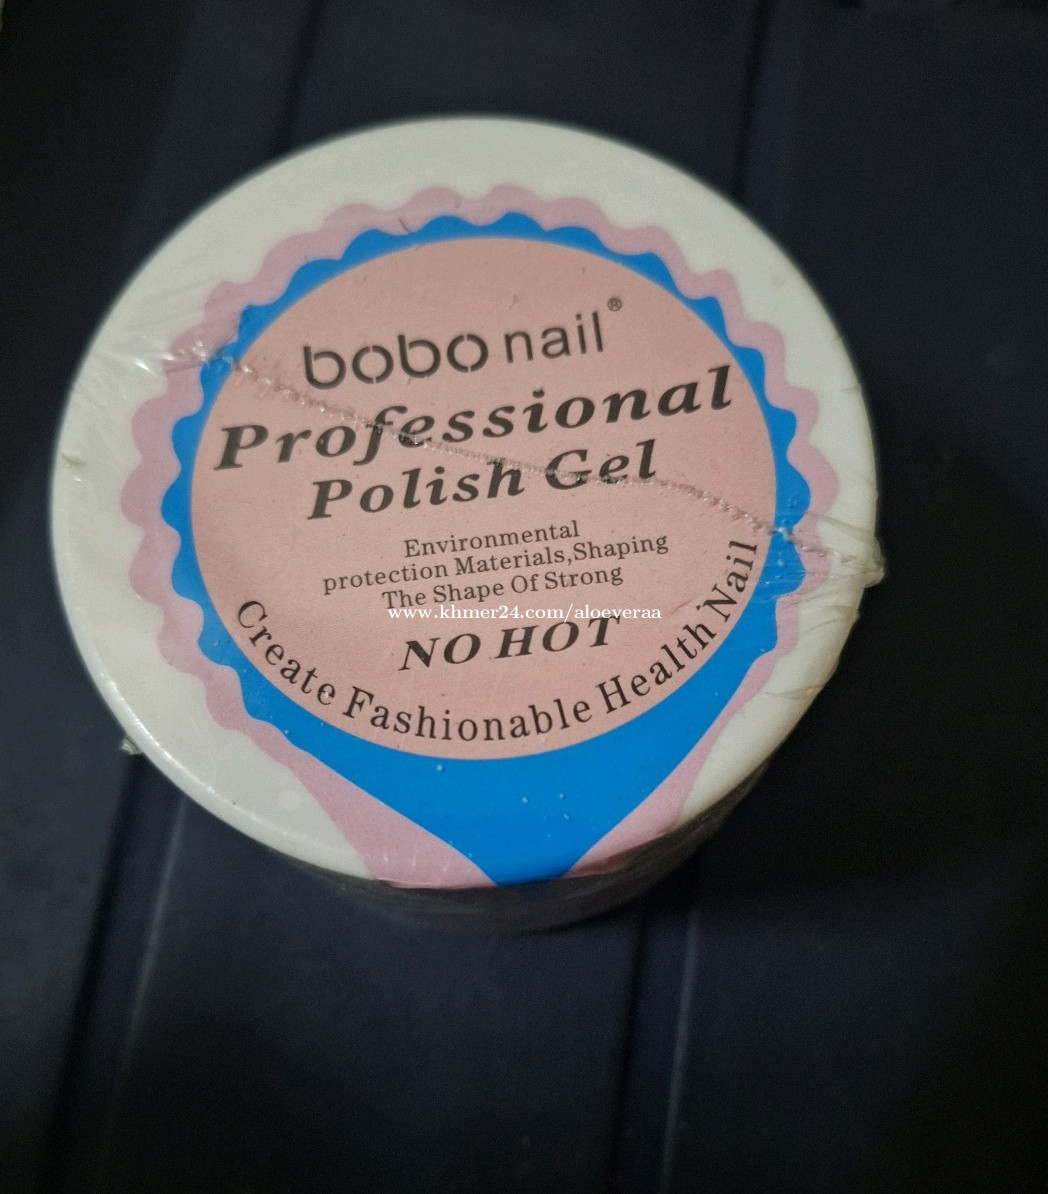 bobo nail®
Professional
Polish Gel
Environmental
protection Materials,Shaping
The Shape Of Strong
www.khmer24.com/aloeveraa
NO HOT
Create Fashionable Health Nail